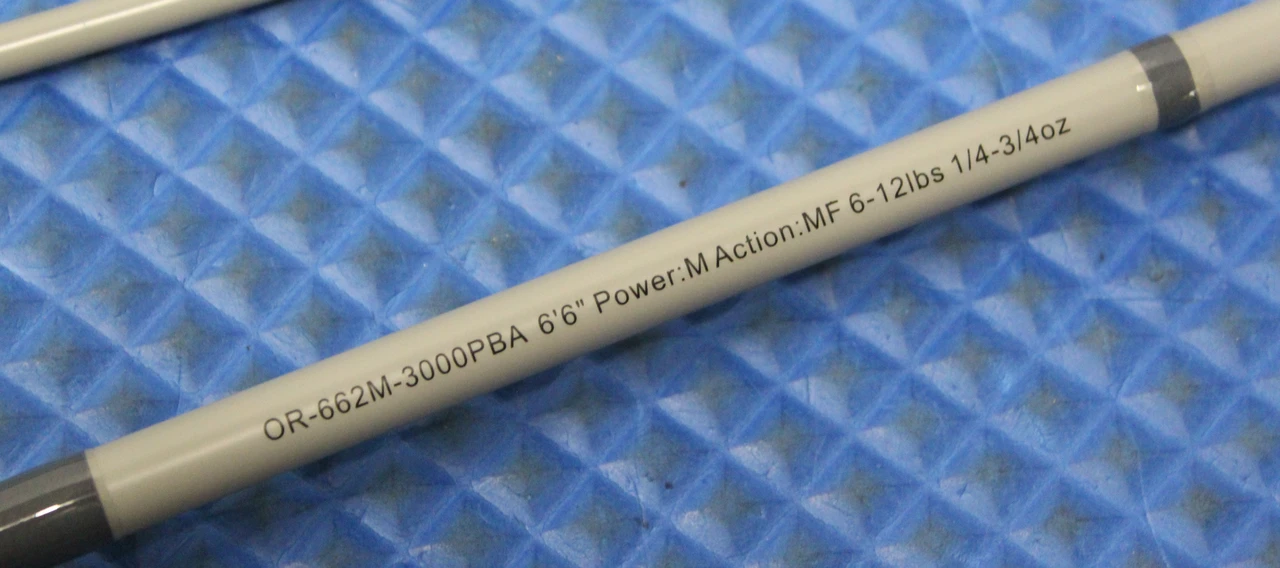 OR-662M-3000PBA 6'6" Power:M Action:MF 6-12lbs 1/4-3/4oz